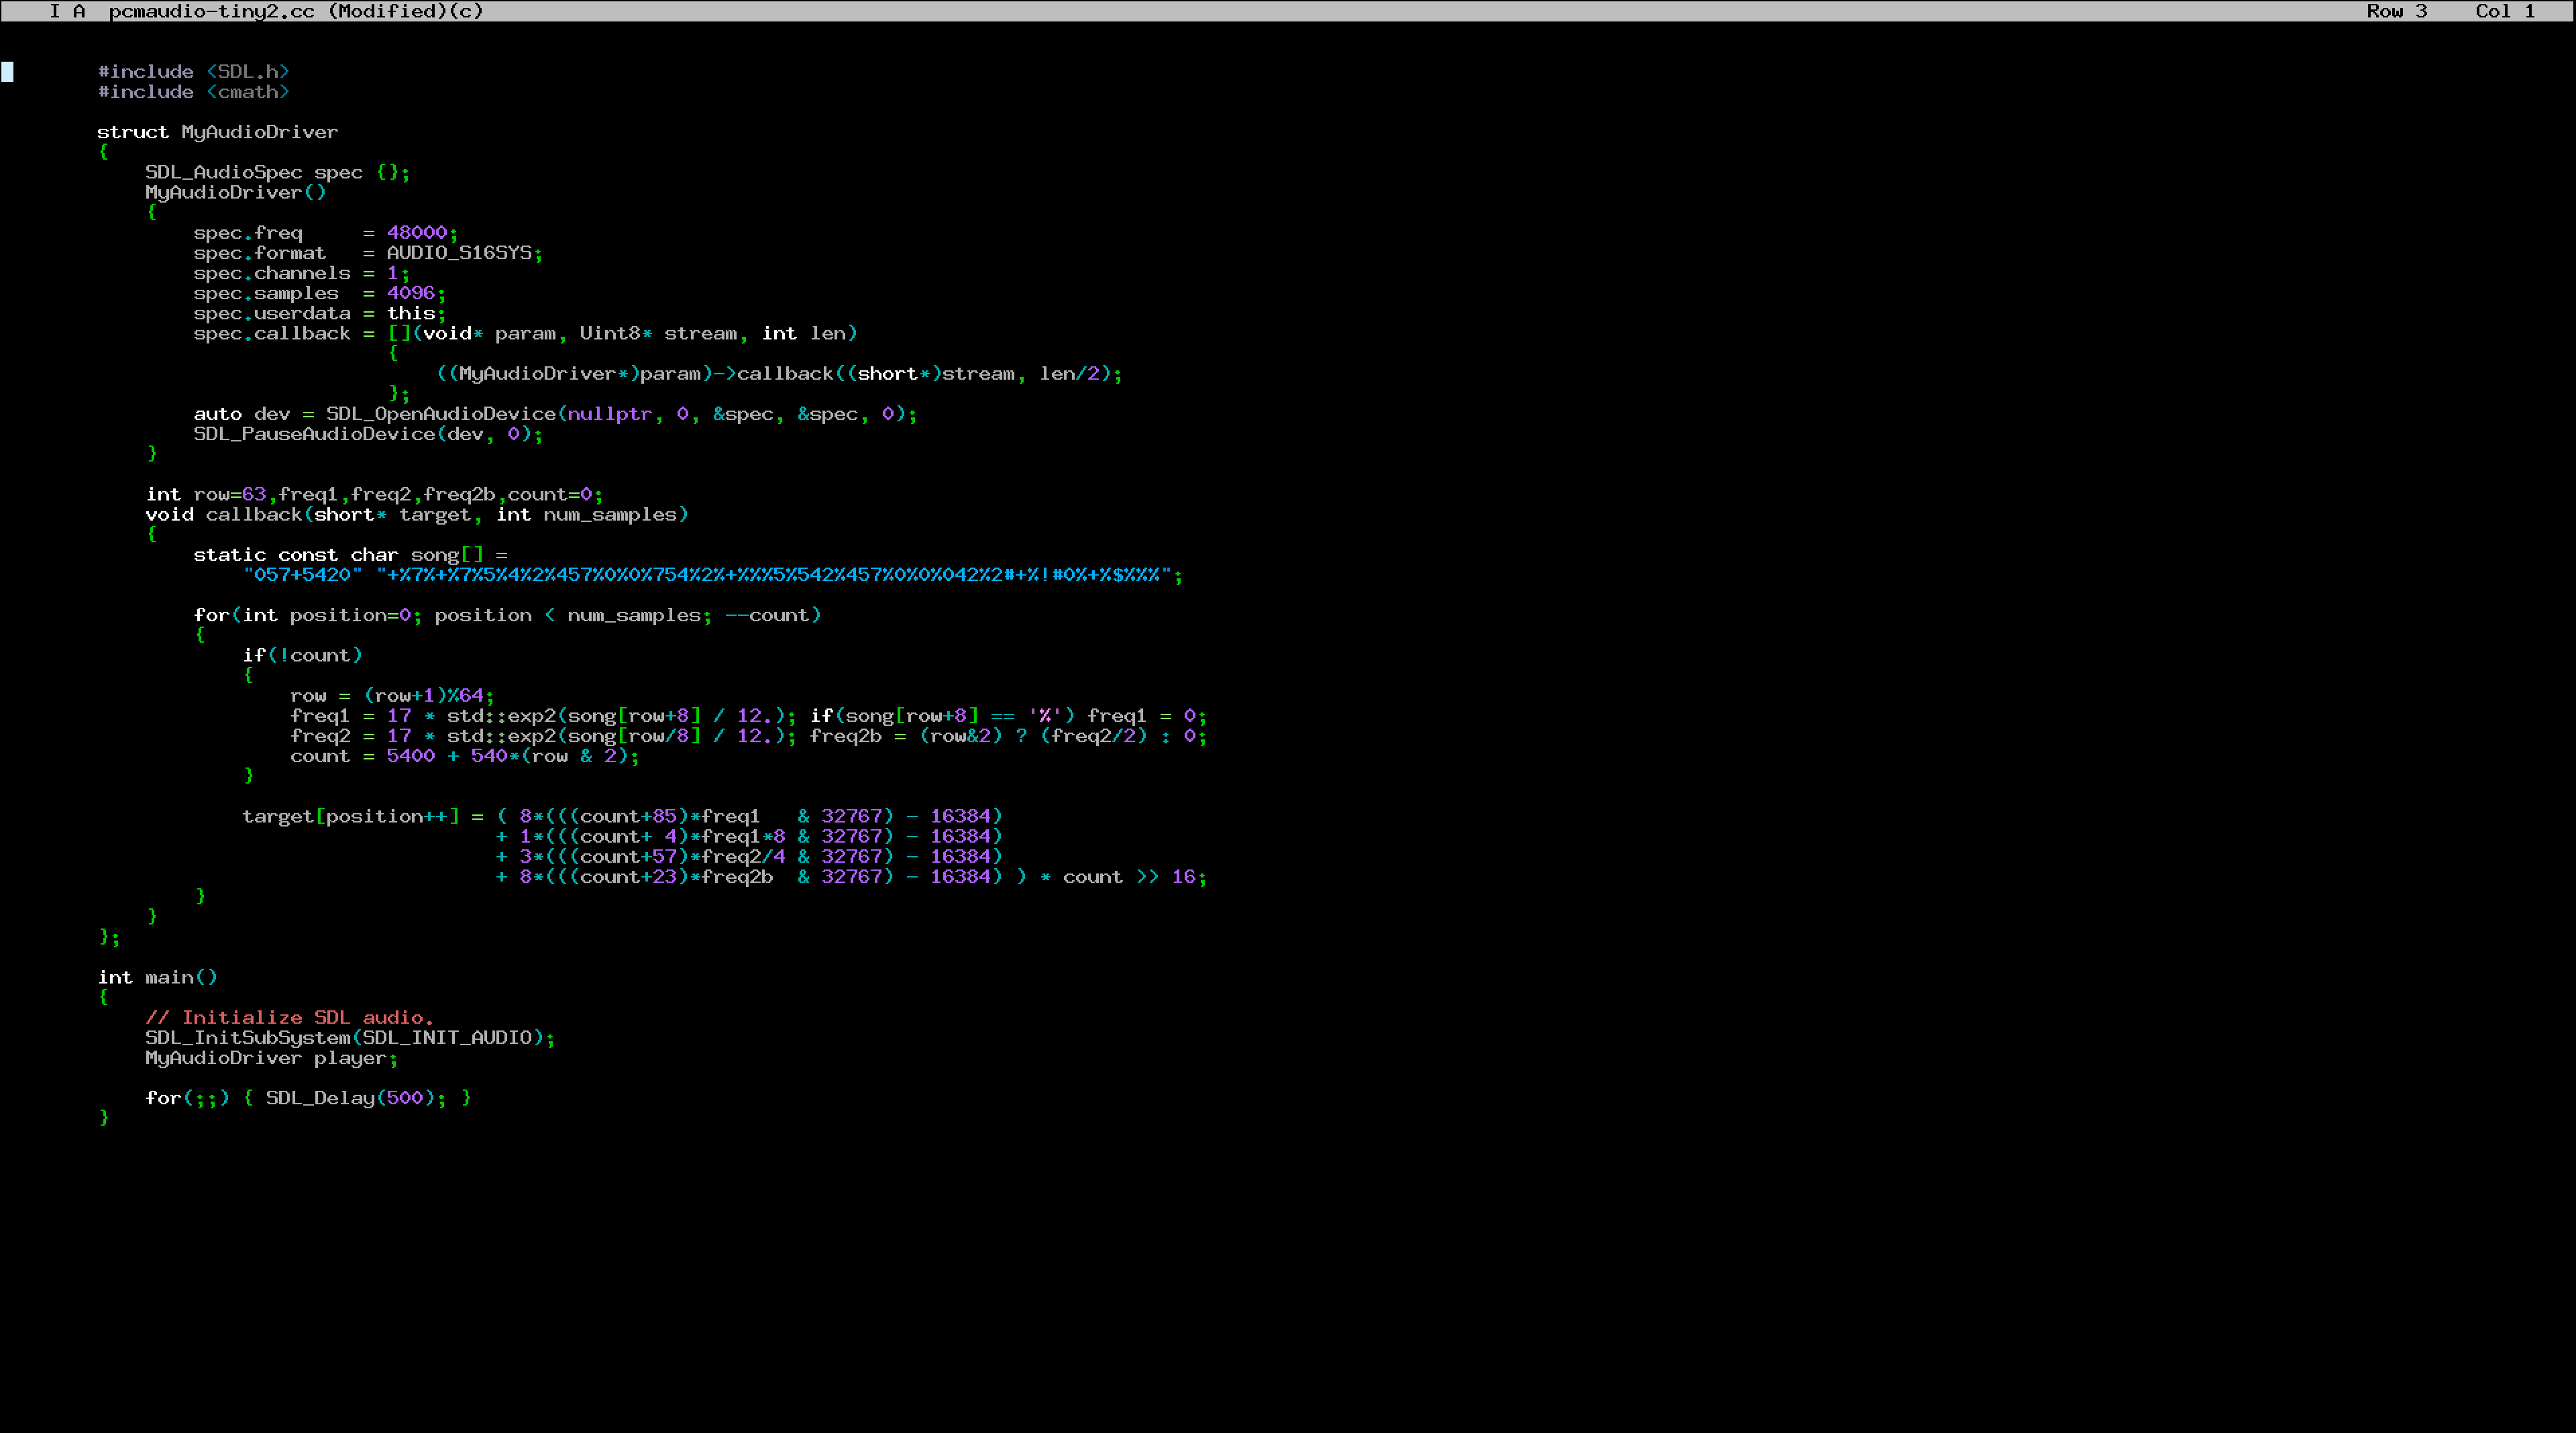 I A  pcmaudio-tiny2.cc (Modified)(c)  Row 3    Col 1
#include <SDL.h>
#include <cmath>

struct MyAudioDriver
{
    SDL_AudioSpec spec {};
    MyAudioDriver()
    {
        spec.freq     = 48000;
        spec.format   = AUDIO_S16SYS;
        spec.channels = 1;
        spec.samples  = 4096;
        spec.userdata = this;
        spec.callback = [](void* param, Uint8* stream, int len)
                        {
                            ((MyAudioDriver*)param)->callback((short*)stream, len/2);
                        };
        auto dev = SDL_OpenAudioDevice(nullptr, 0, &spec, &spec, 0);
        SDL_PauseAudioDevice(dev, 0);
    }

    int row=63,freq1,freq2,freq2b,count=0;
    void callback(short* target, int num_samples)
    {
        static const char song[] =
            "057+5420" "+%7%+%7%5%4%2%457%0%0%754%2%+%%%5%542%457%0%0%042%2#+%!#0%+%$%%%";

        for(int position=0; position < num_samples; --count)
        {
            if(!count)
            {
                row = (row+1)%64;
                freq1 = 17 * std::exp2(song[row+8] / 12.); if(song[row+8] == '%') freq1 = 0;
                freq2 = 17 * std::exp2(song[row/8] / 12.); freq2b = (row&2) ? (freq2/2) : 0;
                count = 5400 + 540*(row & 2);
            }

            target[position++] = ( 8*(((count+85)*freq1   & 32767) - 16384)
                                 + 1*(((count+ 4)*freq1*8 & 32767) - 16384)
                                 + 3*(((count+57)*freq2/4 & 32767) - 16384)
                                 + 8*(((count+23)*freq2b  & 32767) - 16384) ) * count >> 16;
        }
    }
};

int main()
{
    // Initialize SDL audio.
    SDL_InitSubSystem(SDL_INIT_AUDIO);
    MyAudioDriver player;

    for(;;) { SDL_Delay(500); }
}